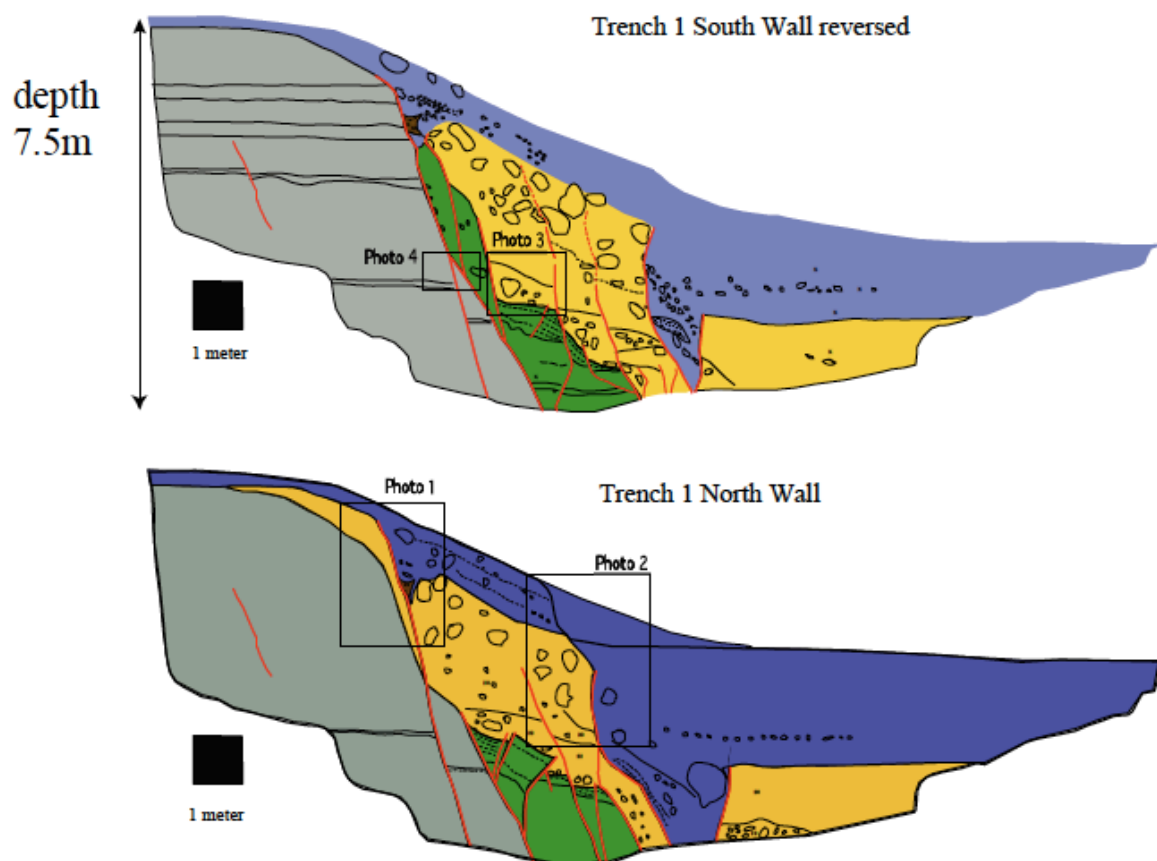 Trench 1 South Wall reversed
depth
7.5m
Photo 4
Photo 3
1 meter
Trench 1 North Wall
Photo 1
Photo 2
1 meter